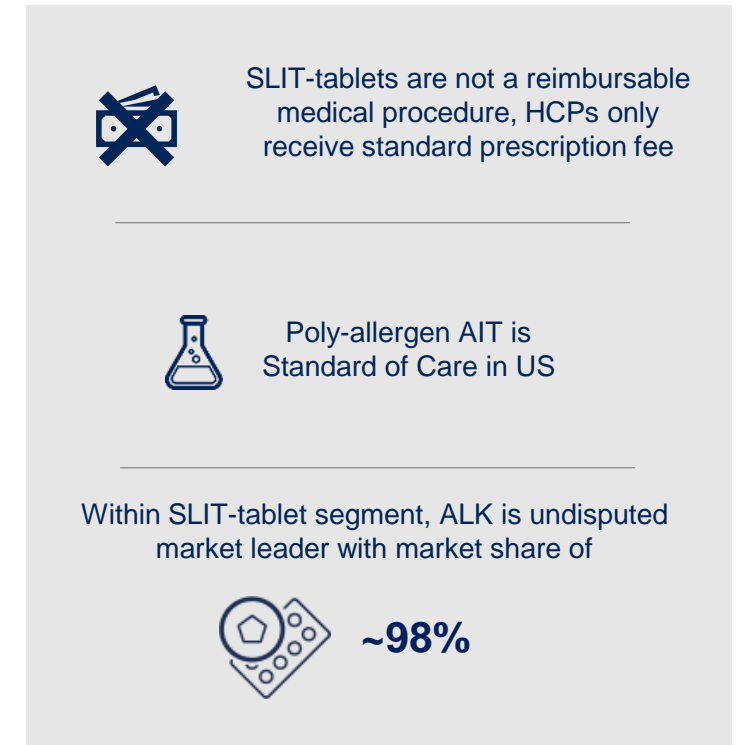 SLIT-tablets are not a reimbursable
medical procedure, HCPs only
receive standard prescription fee
Poly-allergen AIT is
Standard of Care in US
Within SLIT-tablet segment, ALK is undisputed
market leader with market share of
~98%